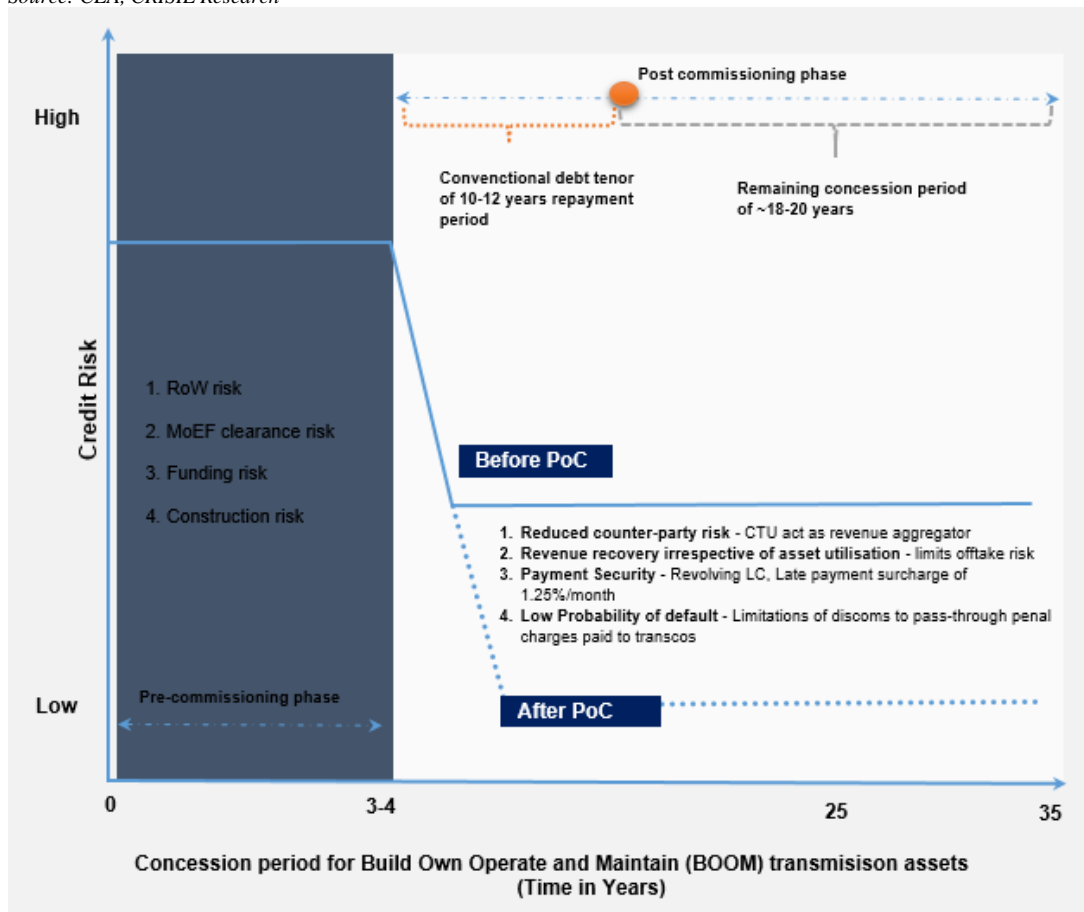 Source: CEA, CRISIL Research
High
Post commissioning phase
Convenctional debt tenor
of 10-12 years repayment
period
Remaining concession period
of ~18-20 years
Credit Risk
1. RoW risk
2. MoEF clearance risk
3. Funding risk
4. Construction risk
Before PoC
1. Reduced counter-party risk - CTU act as revenue aggregator
2. Revenue recovery irrespective of asset utilisation - limits offtake risk
3. Payment Security - Revolving LC, Late payment surcharge of
1.25%/month
4. Low Probability of default - Limitations of discoms to pass-through penal
charges paid to transcos
Low
Pre-commissioning phase
After PoC
0
3-4
25
35
Concession period for Build Own Operate and Maintain (BOOM) transmisison assets
(Time in Years)